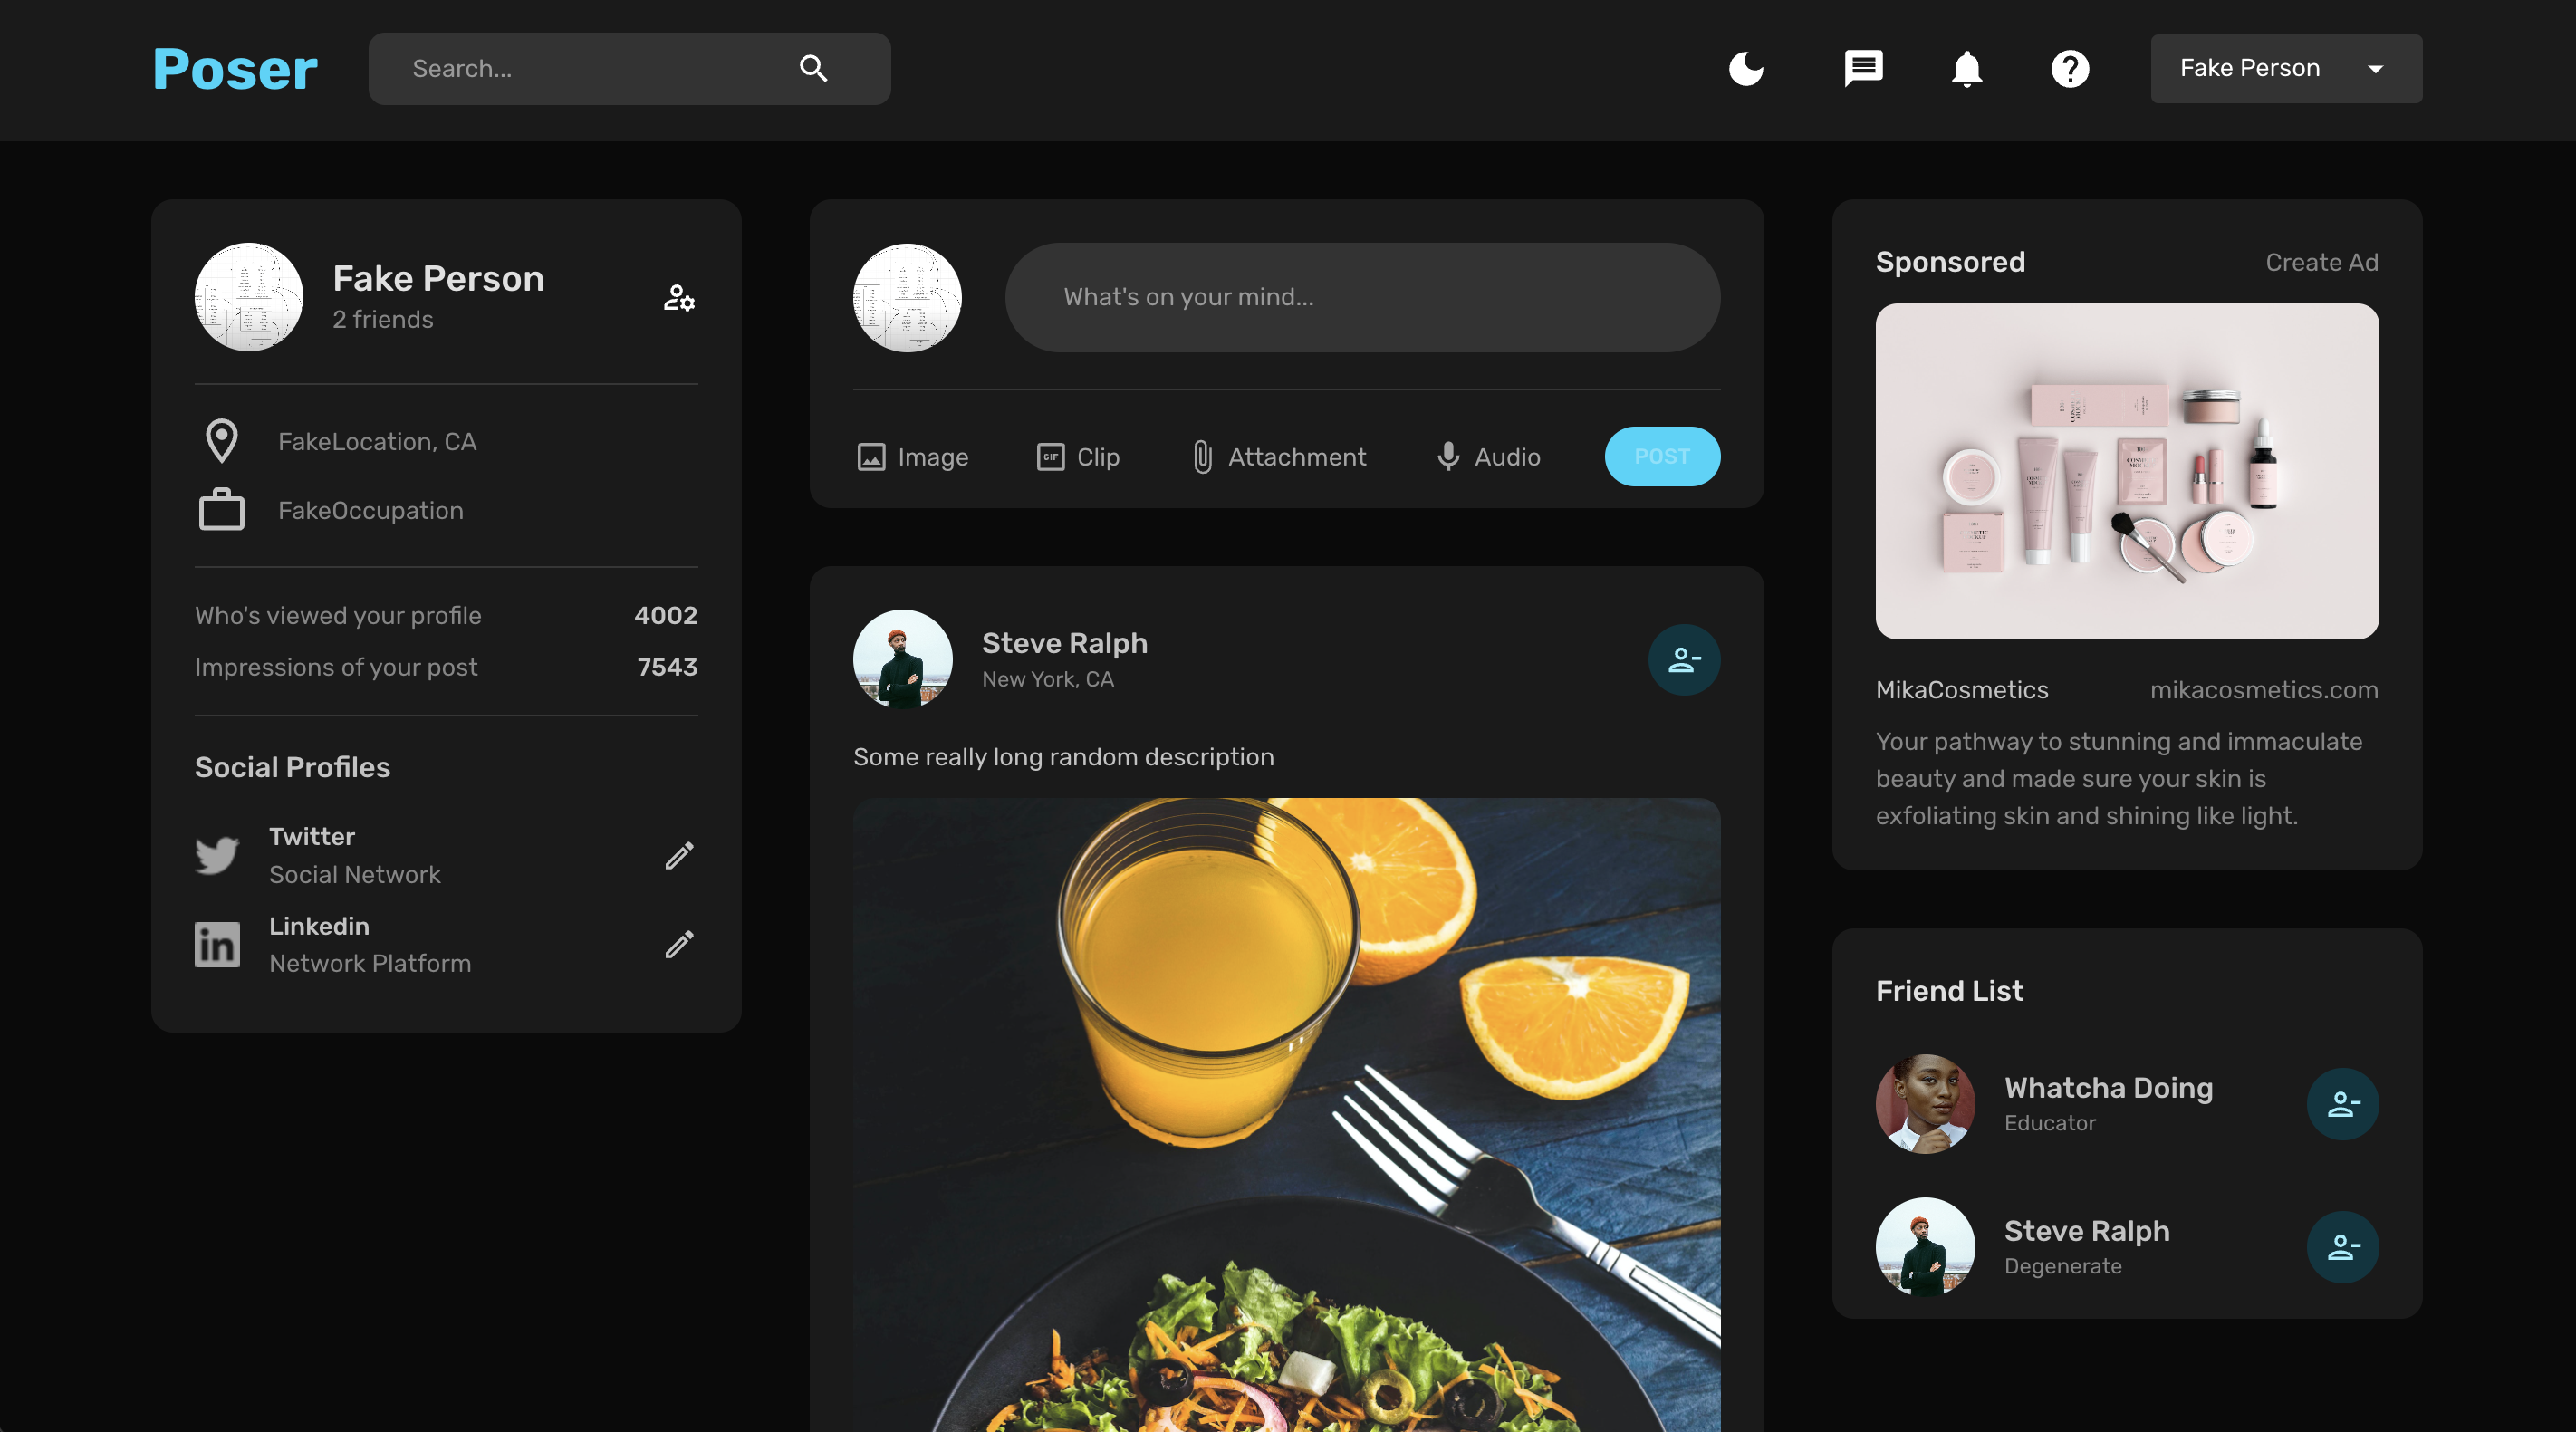 Poser
Search...
Fake Person
Fake Person
2 friends
FakeLocation, CA
FakeOccupation
Who's viewed your profile 4002
Impressions of your post 7543
Social Profiles
Twitter
Social Network
Linkedin
Network Platform
What's on your mind...
Image
GIF Clip
Attachment
Audio
POST
Steve Ralph
New York, CA
Some really long random description
Sponsored Create Ad
MikaCosmetics mikacosmetics.com
Your pathway to stunning and immaculate
beauty and made sure your skin is
exfoliating skin and shining like light.
Friend List
Whatcha Doing
Educator
Steve Ralph
Degenerate